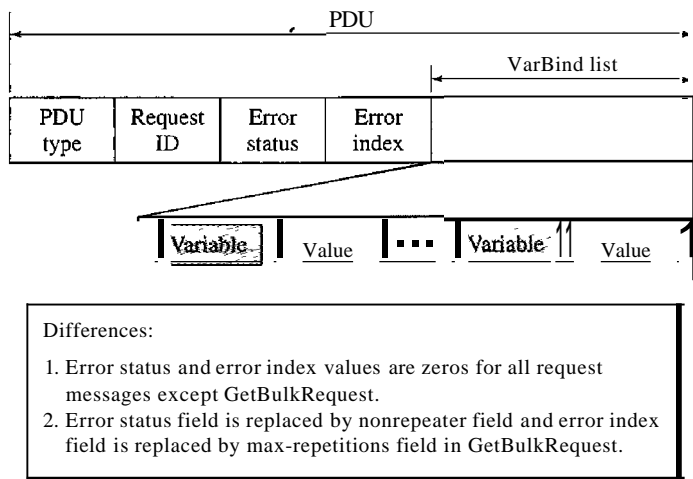 PDU
VarBind list
PDU type
Request ID
Error status
Error index
Variable Value ... Variable Value
Differences:
1. Error status and error index values are zeros for all request
messages except GetBulkRequest.
2. Error status field is replaced by nonrepeater field and error index
field is replaced by max-repetitions field in GetBulkRequest.